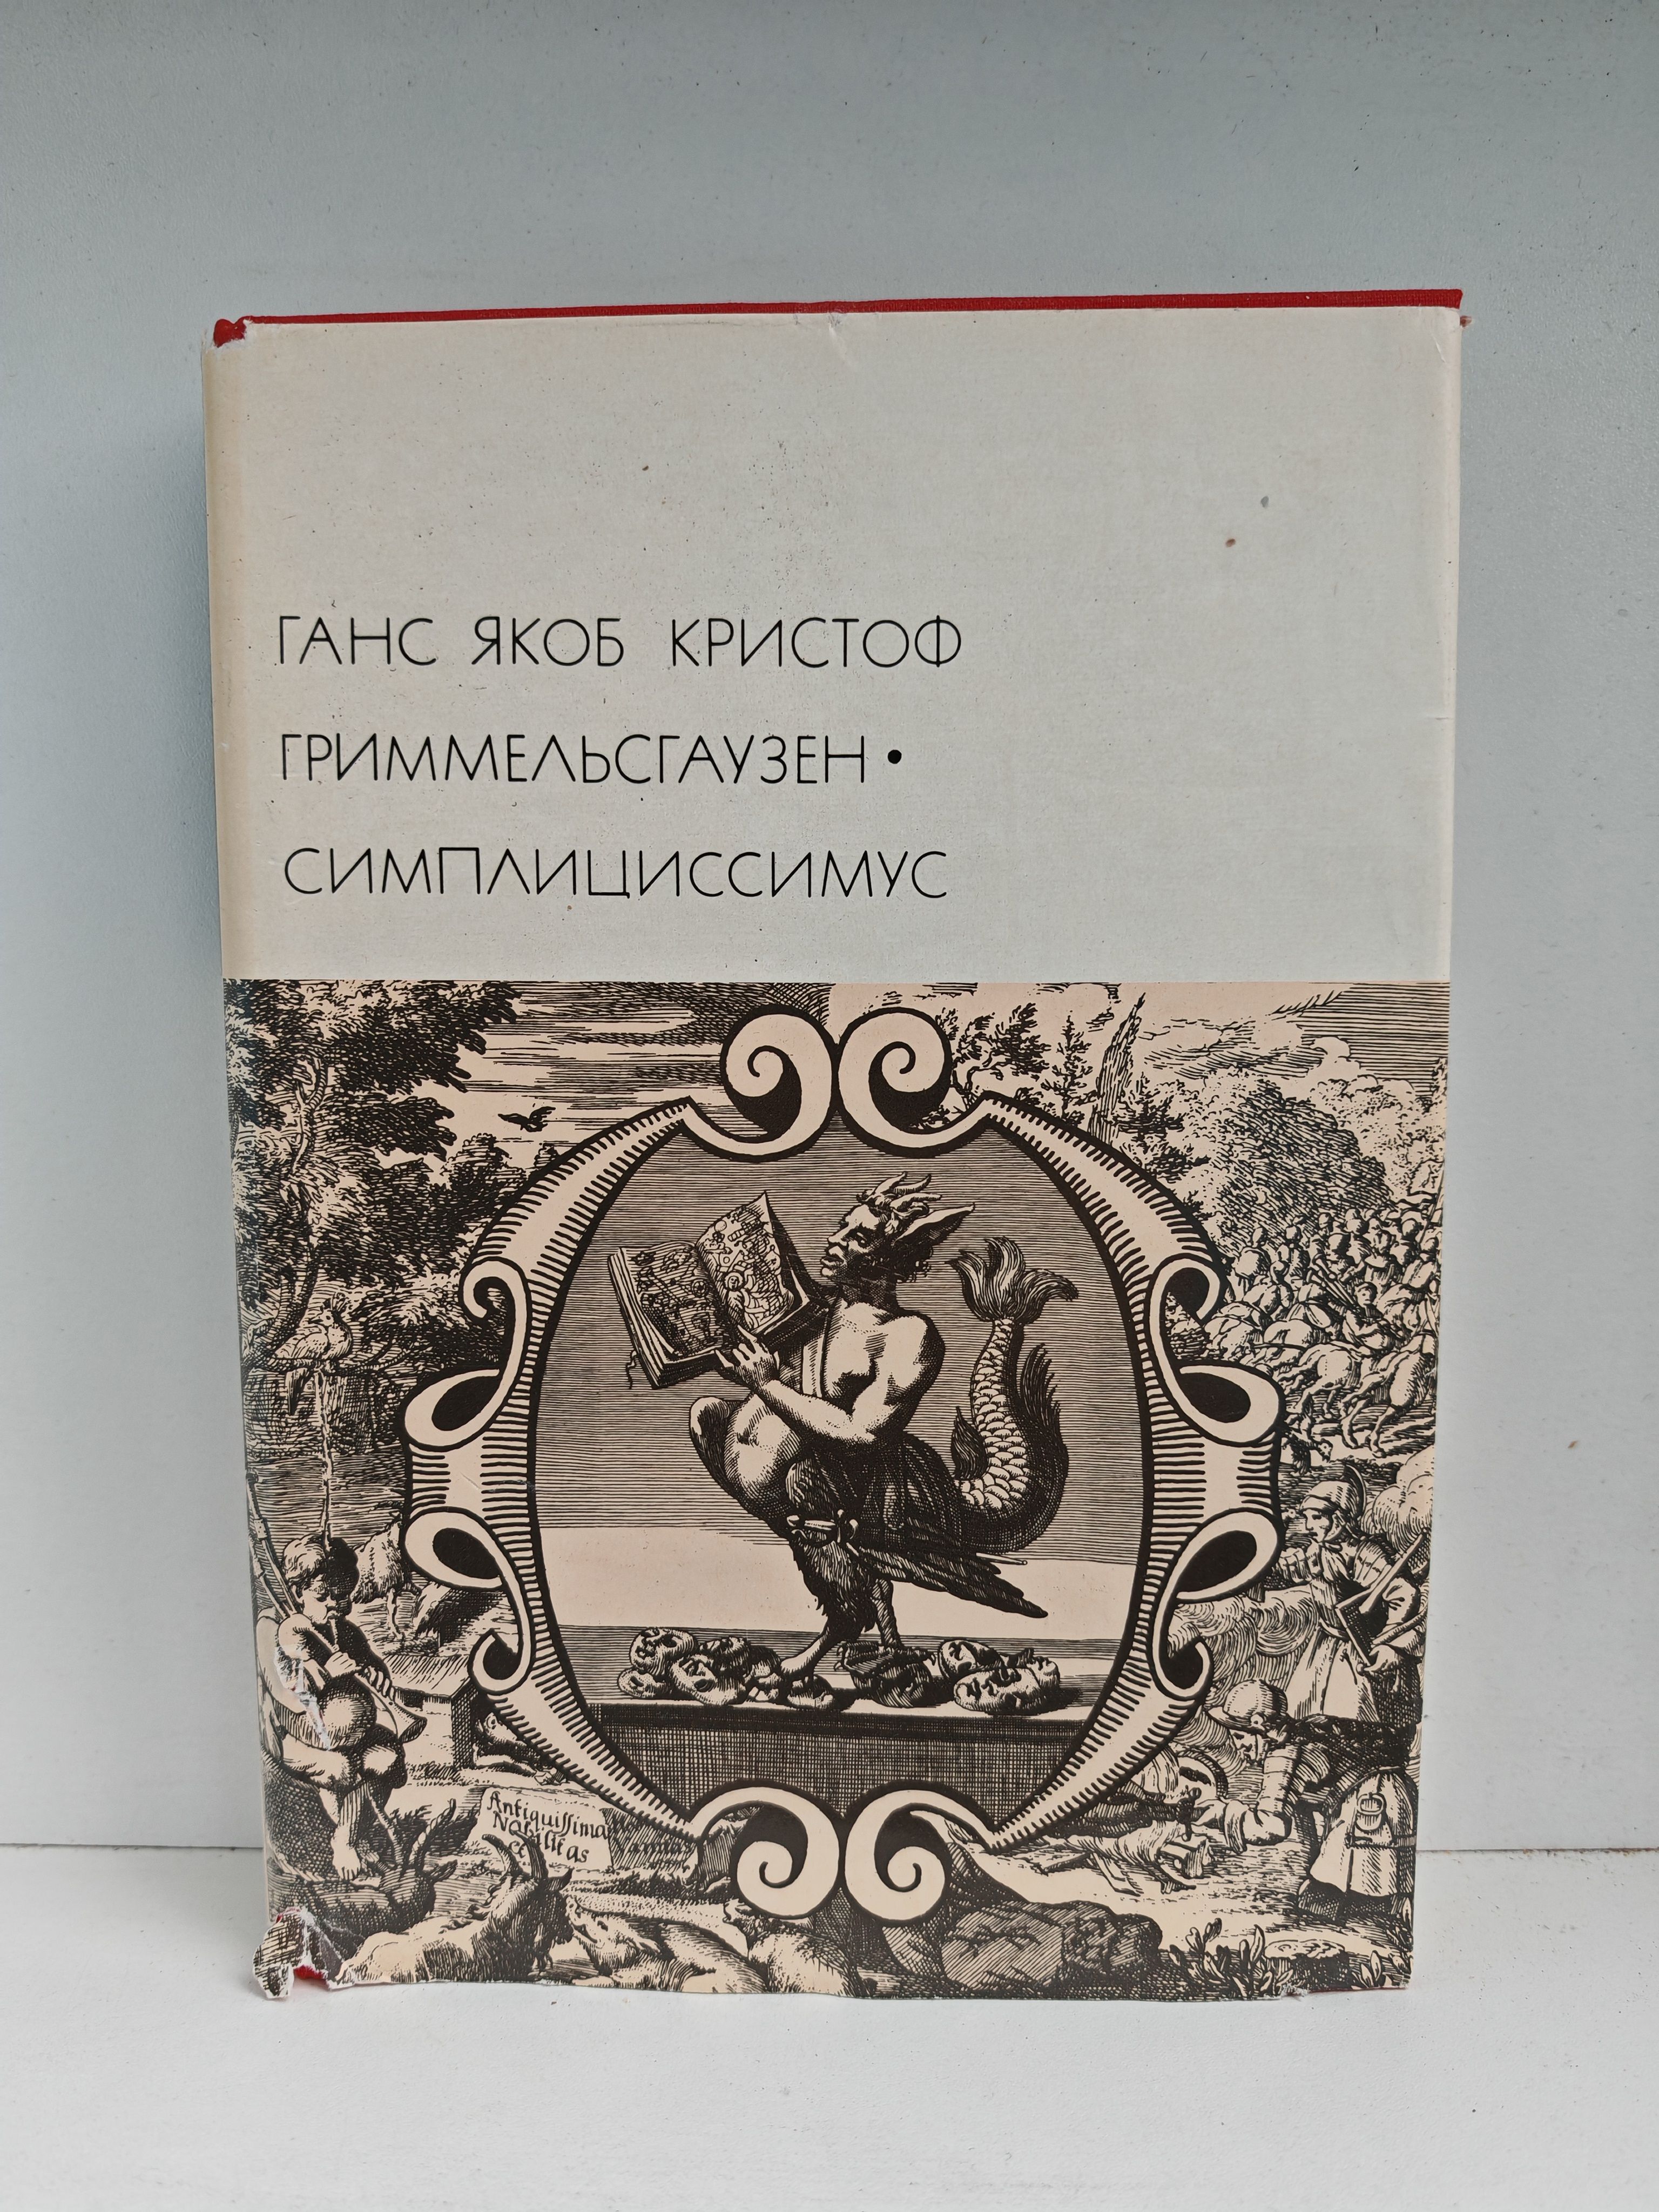 ГАНС ЯКОБ КРИСТОФ
ГРИММЕЛЬСГАУЗЕН •
СИМПЛИЦИССИМУС
Antiquissima
Nobilitas